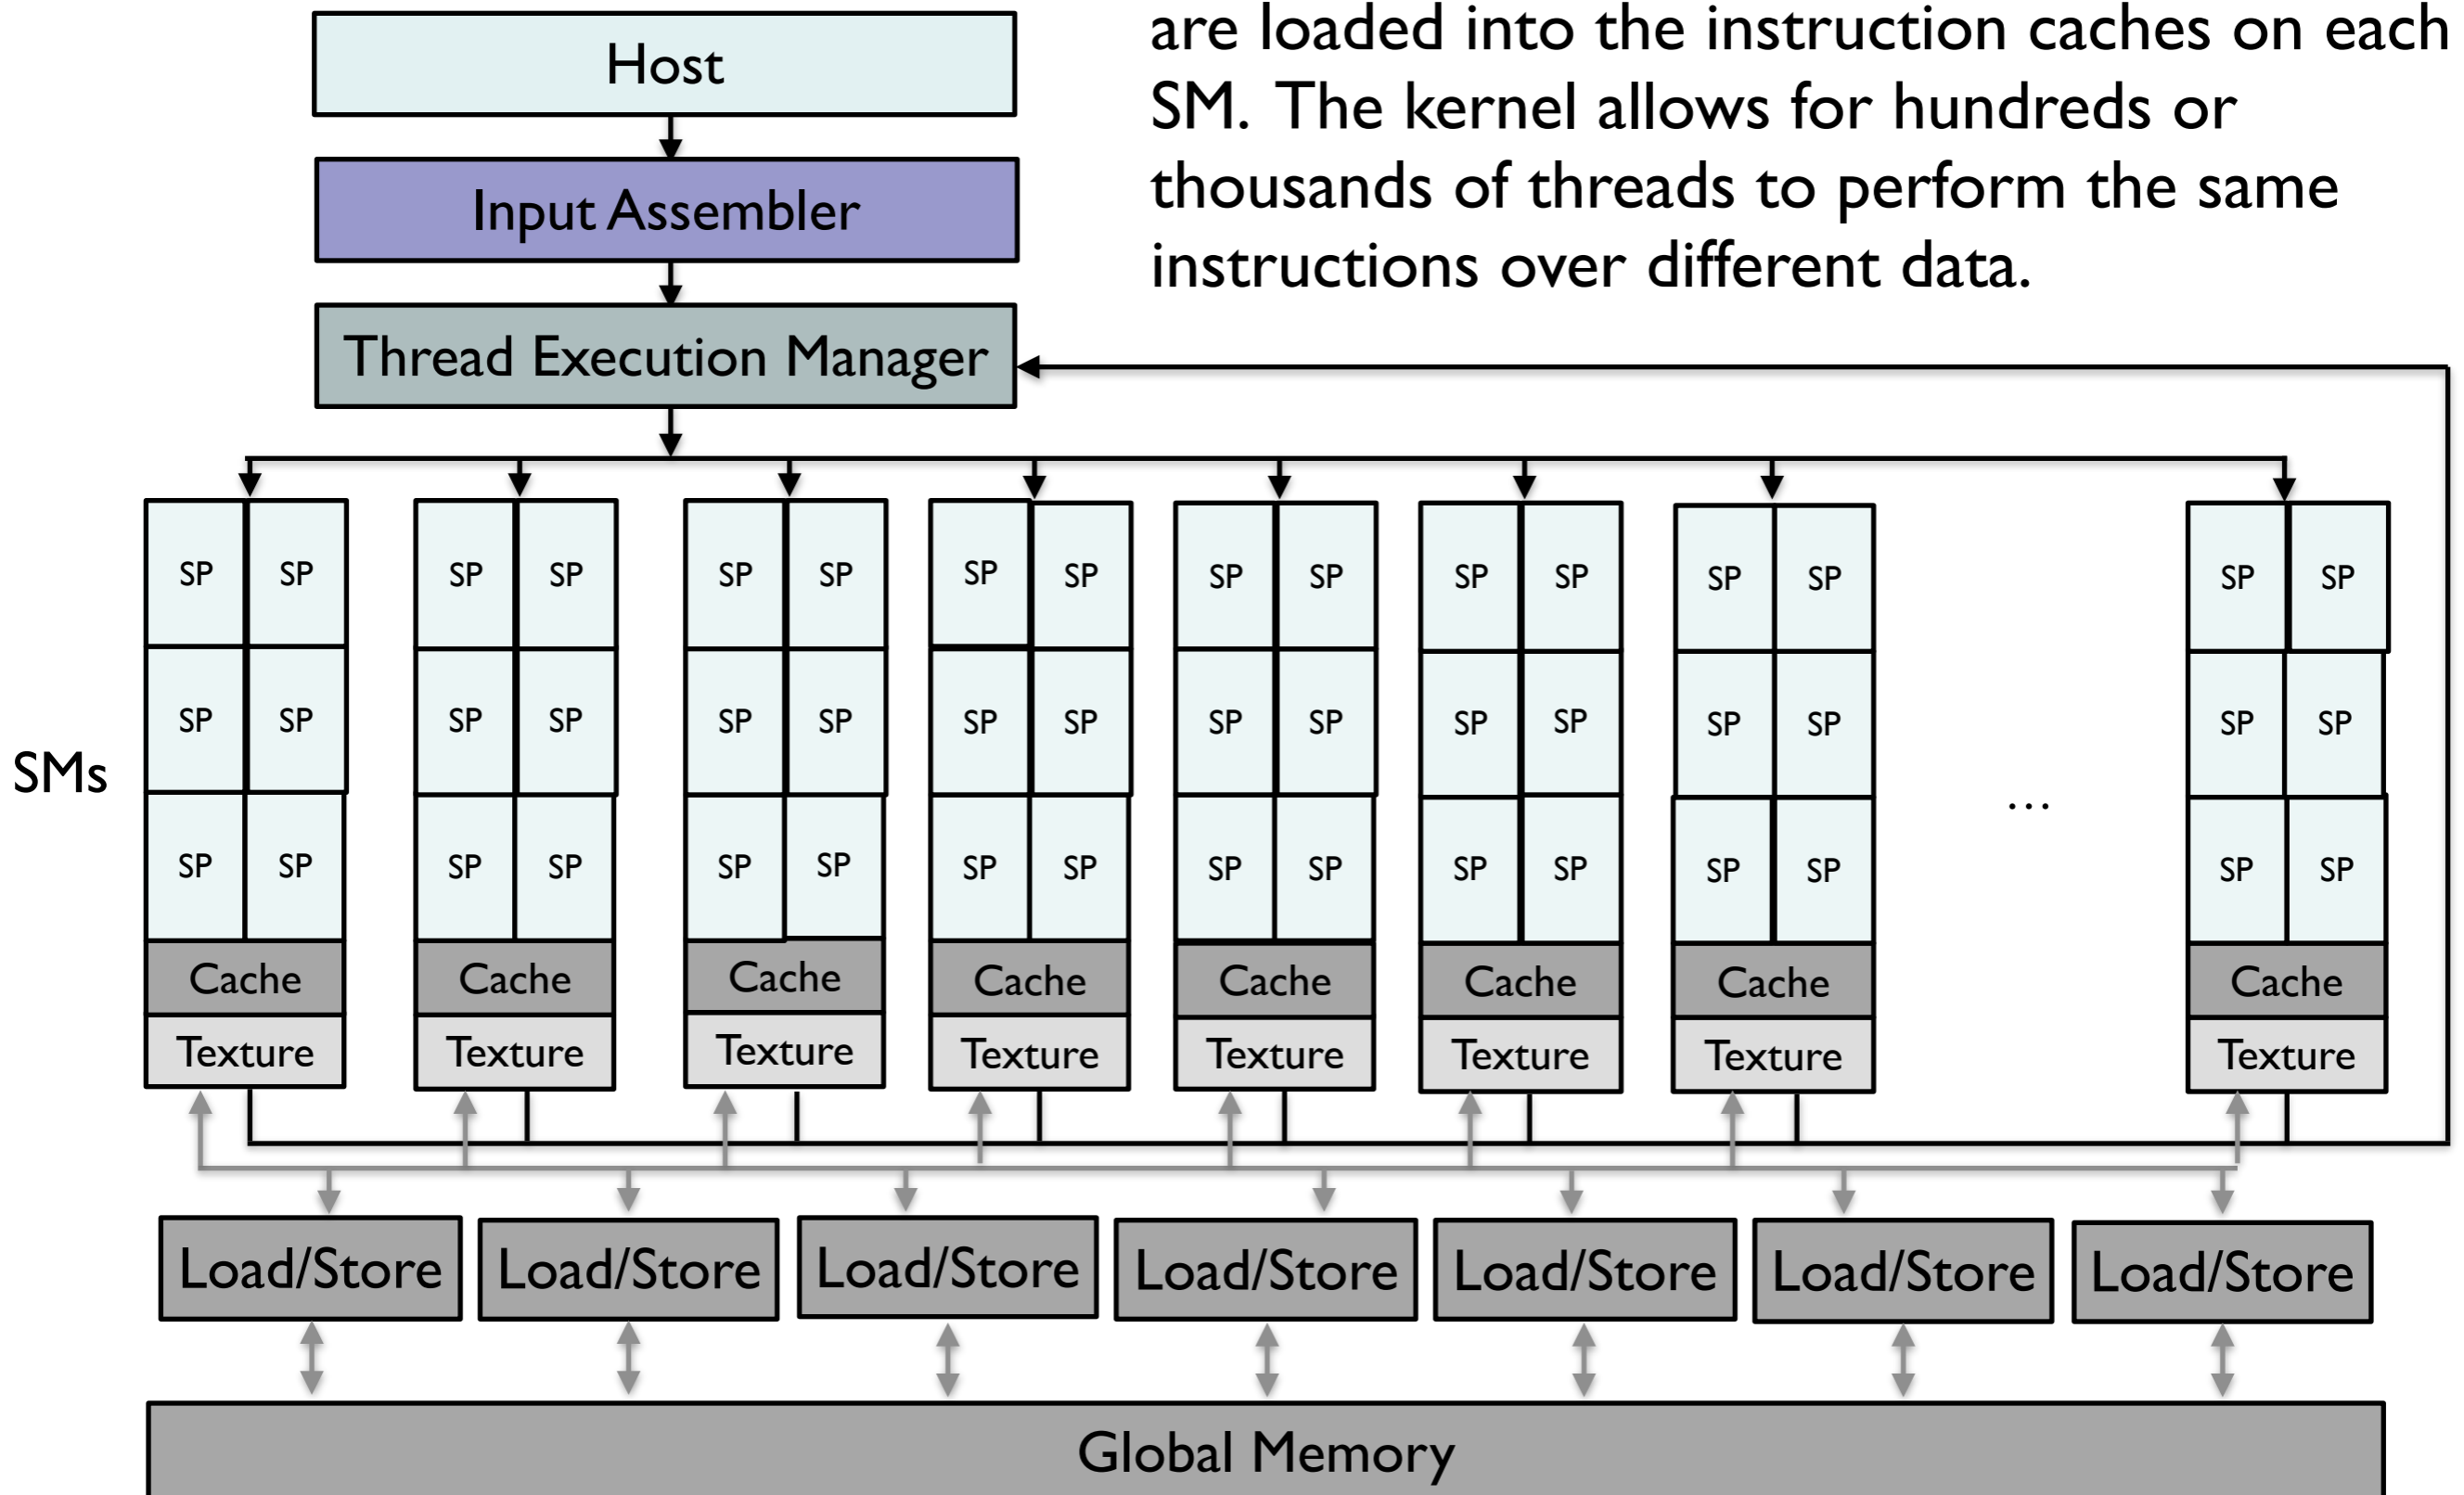 are loaded into the instruction caches on each
SM. The kernel allows for hundreds or
thousands of threads to perform the same
instructions over different data.
Host
Input Assembler
Thread Execution Manager
SP SP SP SP SP SP SP SP SP SP SP SP SP SP SP SP
SP SP SP SP SP SP SP SP SP SP SP SP SP SP SP SP
SMs
...
SP SP SP SP SP SP SP SP SP SP SP SP SP SP SP SP
Cache Cache Cache Cache Cache Cache Cache Cache
Texture Texture Texture Texture Texture Texture Texture Texture
Load/Store Load/Store Load/Store Load/Store Load/Store Load/Store Load/Store
Global Memory